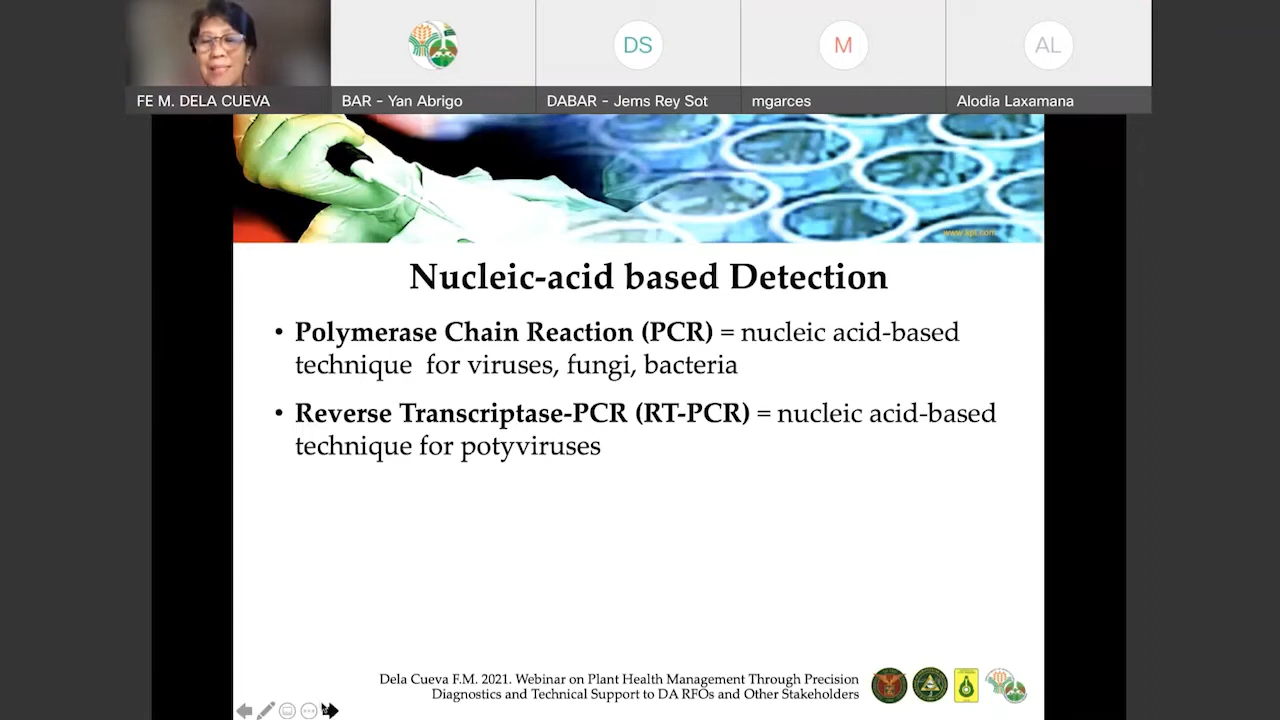 FE M. DELA CUEVA
BAR - Yan Abrigo
DS
DABAR - Jems Rey Sot
M
mgarces
AL
Alodia Laxamana
Nucleic-acid based Detection
• Polymerase Chain Reaction (PCR) = nucleic acid-based
technique for viruses, fungi, bacteria
• Reverse Transcriptase-PCR (RT-PCR) = nucleic acid-based
technique for potyviruses
Dela Cueva F.M. 2021. Webinar on Plant Health Management Through Precision
Diagnostics and Technical Support to DA RFOs and Other Stakeholders